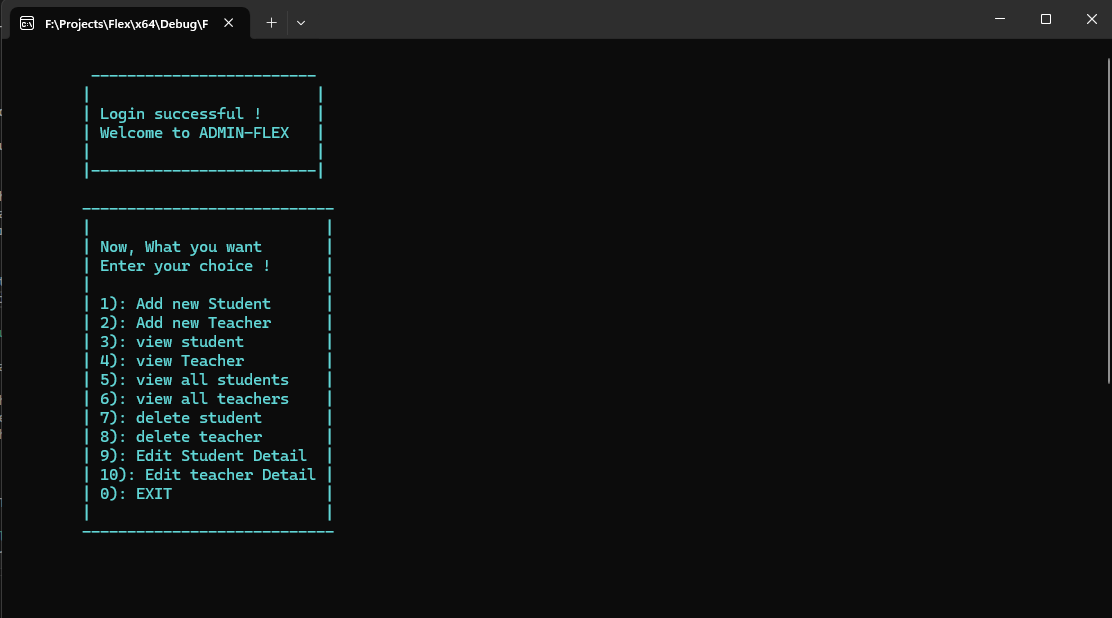 F:\Projects\Flex\x64\Debug\F
Login successful !
Welcome to ADMIN-FLEX
Now, What you want
Enter your choice !
1): Add new Student
2): Add new Teacher
3): view student
4): view Teacher
5): view all students
6): view all teachers
7): delete student
8): delete teacher
9): Edit Student Detail
10): Edit teacher Detail
0): EXIT